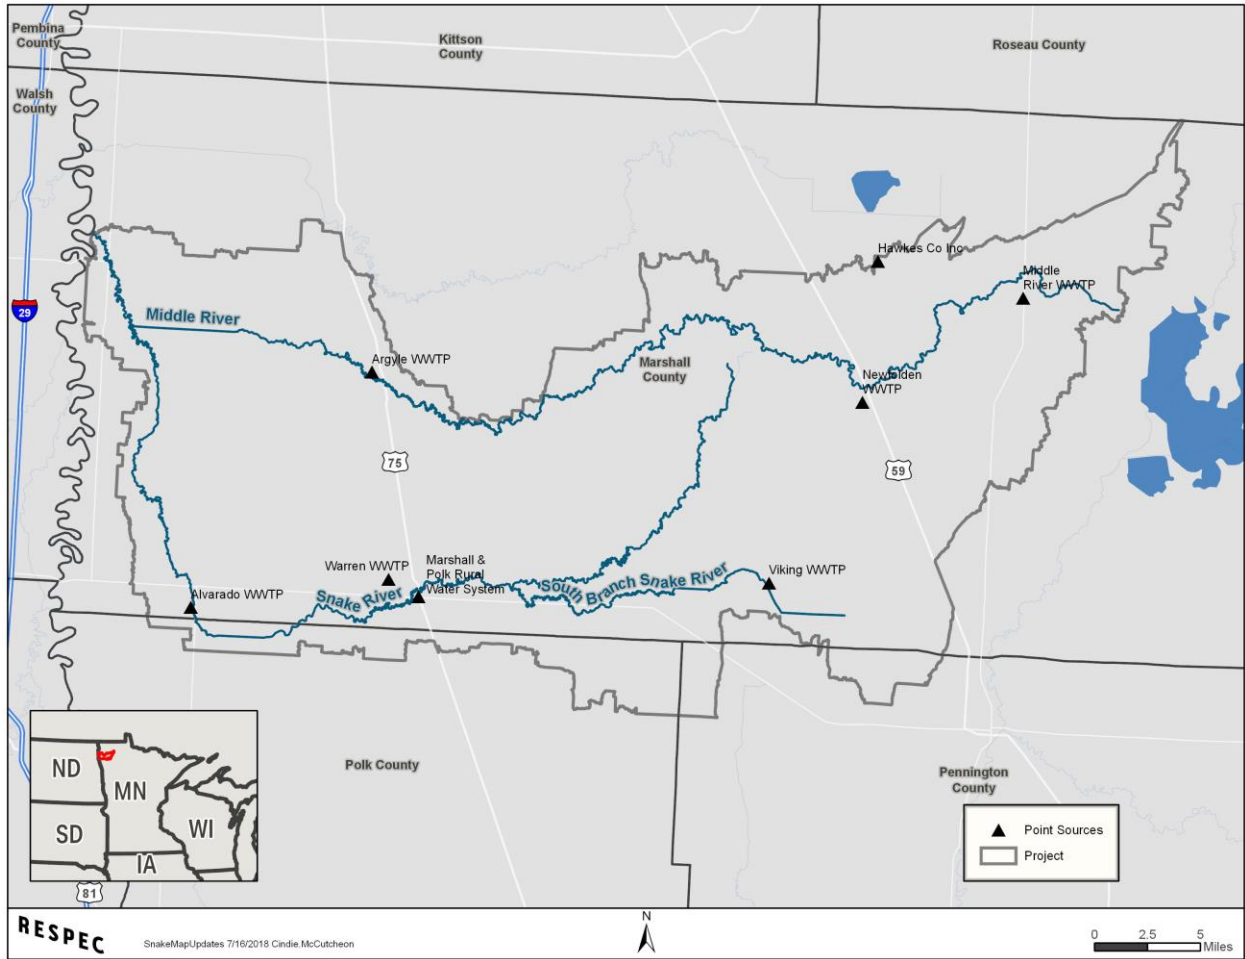 Pembina
County
Kittson
County
Roseau County
Walsh
County
Hawkes Co Inc
Middle
River WWTP
29
Middle River
Argyle WWTP
Marshall
County
Newfolden
WWTP
75
59
Warren WWTP
Marshall &
Polk Rural
Water System
Viking WWTP
South Branch Snake River
Alvarado WWTP
Snake River
ND
MN
SD
WI
IA
81
Polk County
Pennington
County
Point Sources
Project
RESPEC
SnakeMapUpdates 7/16/2018 Cindie.McCutcheon
N
0 2.5 5
Miles